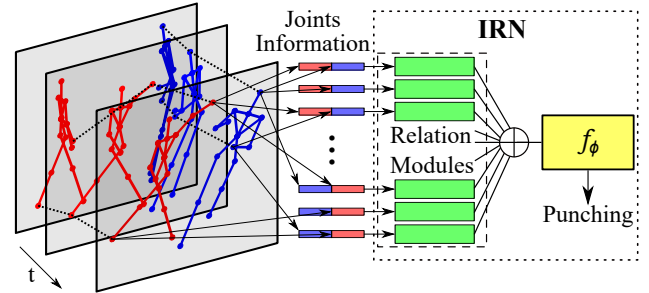 Joints
Information
IRN
Relation
Modules
f_ϕ
Punching
t